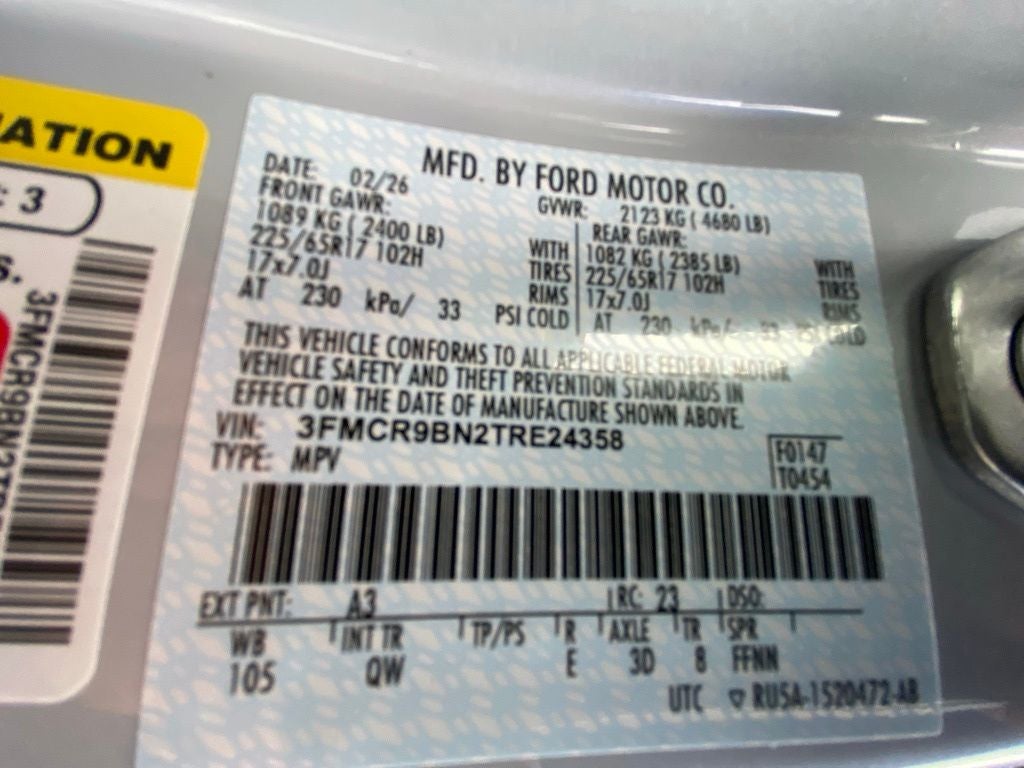 ATION
: 3
s.
3FMCR9BN2TR
MFD. BY FORD MOTOR CO.
DATE: 02/26 GVWR: 2123 KG ( 4680 LB)
FRONT GAWR: REAR GAWR:
1089 KG ( 2400 LB) WITH 1082 KG ( 2385 LB) WITH
225/65R17 102H TIRES 225/65R17 102H TIRES
17x7.0J RIMS 17x7.0J RIMS
AT 230 kPa/ 33 PSI COLD AT 230 kPa/ 33 PSI COLD
THIS VEHICLE CONFORMS TO ALL APPLICABLE FEDERAL MOTOR
VEHICLE SAFETY AND THEFT PREVENTION STANDARDS IN
EFFECT ON THE DATE OF MANUFACTURE SHOWN ABOVE.
VIN: 3FMCR9BN2TRE24358
TYPE: MPV
F0147
T0454
EXT PNT: A3 RC: 23 DSO:
WB INT TR TP/PS R AXLE TR SPR
105 QW E 3D 8 FFNN
UTC ▽ RU5A-1520472-AB